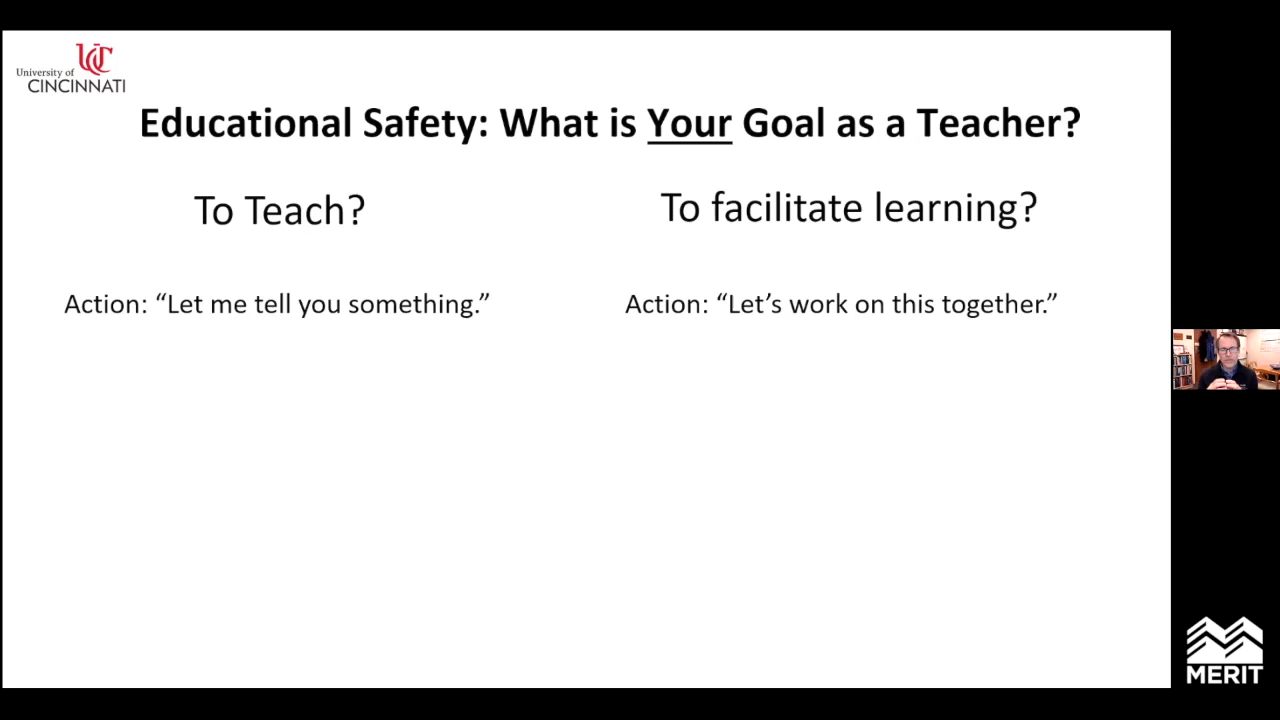 University of
CINCINNATI
Educational Safety: What is Your Goal as a Teacher?
To Teach?
To facilitate learning?
Action: “Let me tell you something.”
Action: “Let’s work on this together.”
MERIT